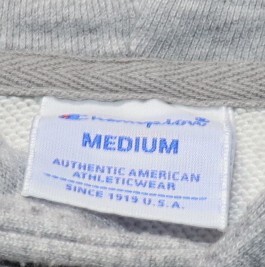 Champion
MEDIUM
AUTHENTIC AMERICAN
ATHLETICWEAR
SINCE 1919 U.S.A.